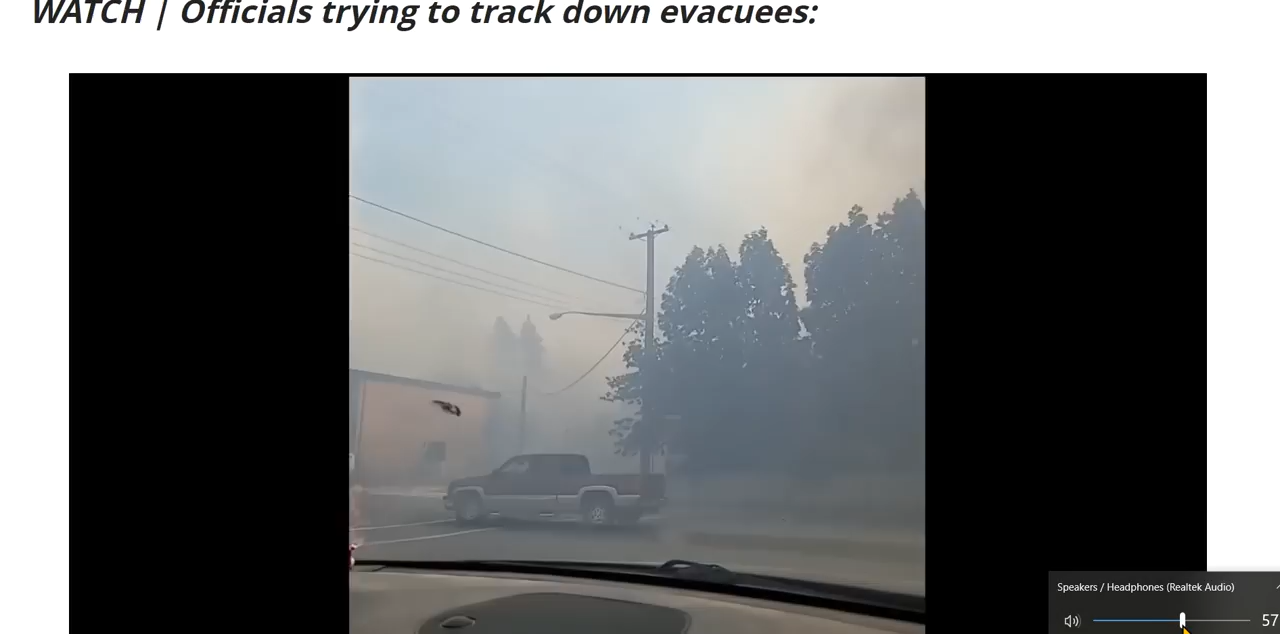 WATCH | Officials trying to track down evacuees:
Speakers / Headphones (Realtek Audio)
57